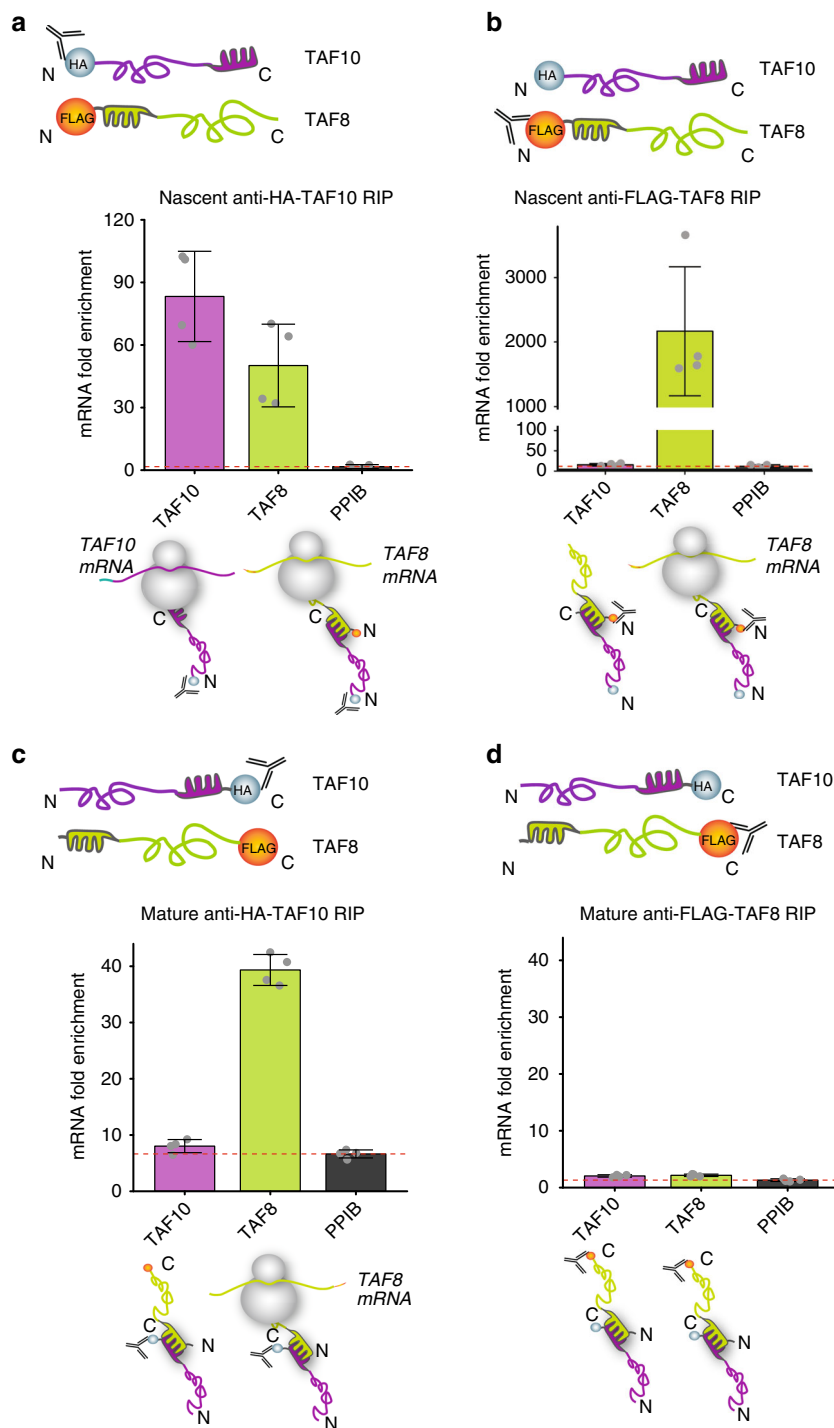 a
HA
N
C
TAF10
FLAG
N
C
TAF8
Nascent anti-HA-TAF10 RIP
mRNA fold enrichment
120
90
60
30
0
TAF10
TAF8
PPIB
TAF10
mRNA
TAF8
mRNA
C
N
C
N
N
b
HA
N
C
TAF10
FLAG
N
C
TAF8
Nascent anti-FLAG-TAF8 RIP
mRNA fold enrichment
3000
2000
1000
100
50
0
TAF10
TAF8
PPIB
TAF8
mRNA
C
N
N
C
N
N
c
N
HA
C
TAF10
N
FLAG
C
TAF8
Mature anti-HA-TAF10 RIP
mRNA fold enrichment
40
30
20
10
0
TAF10
TAF8
PPIB
C
C
N
N
TAF8
mRNA
C
N
N
d
N
HA
C
TAF10
N
FLAG
C
TAF8
Mature anti-FLAG-TAF8 RIP
mRNA fold enrichment
40
30
20
10
0
TAF10
TAF8
PPIB
C
C
N
N
C
C
N
N